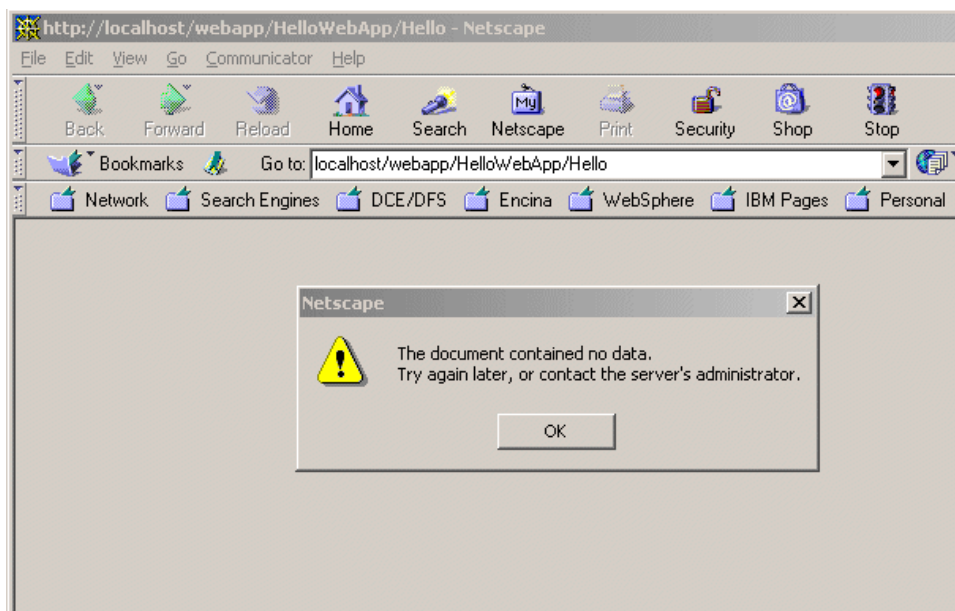 http://localhost/webapp/HelloWebApp/Hello - Netscape
File Edit View Go Communicator Help
My
Back Forward Reload Home Search Netscape Print Security Shop Stop
Bookmarks Go to: localhost/webapp/HelloWebApp/Hello
Network Search Engines DCE/DFS Encina WebSphere IBM Pages Personal
Netscape
The document contained no data.
Try again later, or contact the server's administrator.
OK